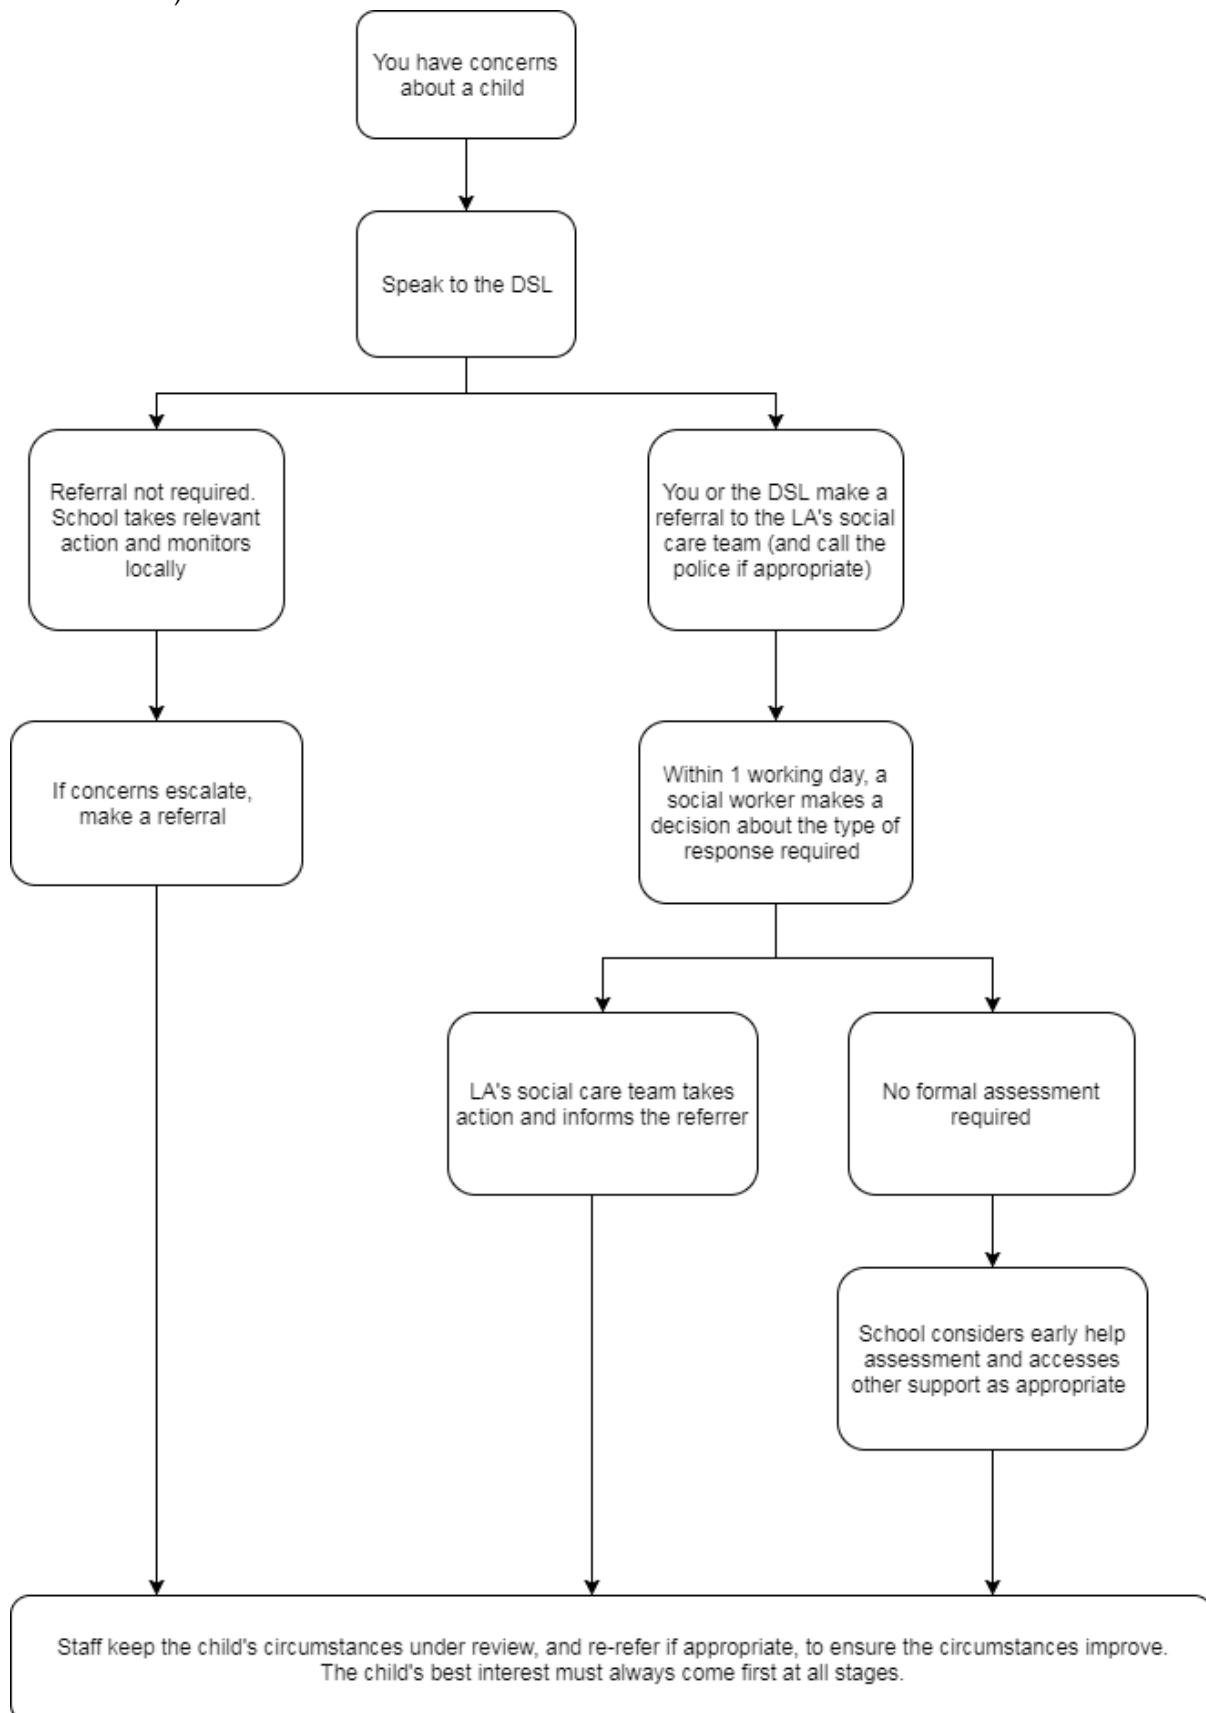 You have concerns
about a child
Speak to the DSL
Referral not required.
School takes relevant
action and monitors
locally
You or the DSL make a
referral to the LA's social
care team (and call the
police if appropriate)
If concerns escalate,
make a referral
Within 1 working day, a
social worker makes a
decision about the type of
response required
LA's social care team takes
action and informs the referrer
No formal assessment
required
School considers early help
assessment and accesses
other support as appropriate
Staff keep the child's circumstances under review, and re-refer if appropriate, to ensure the circumstances improve.
The child's best interest must always come first at all stages.